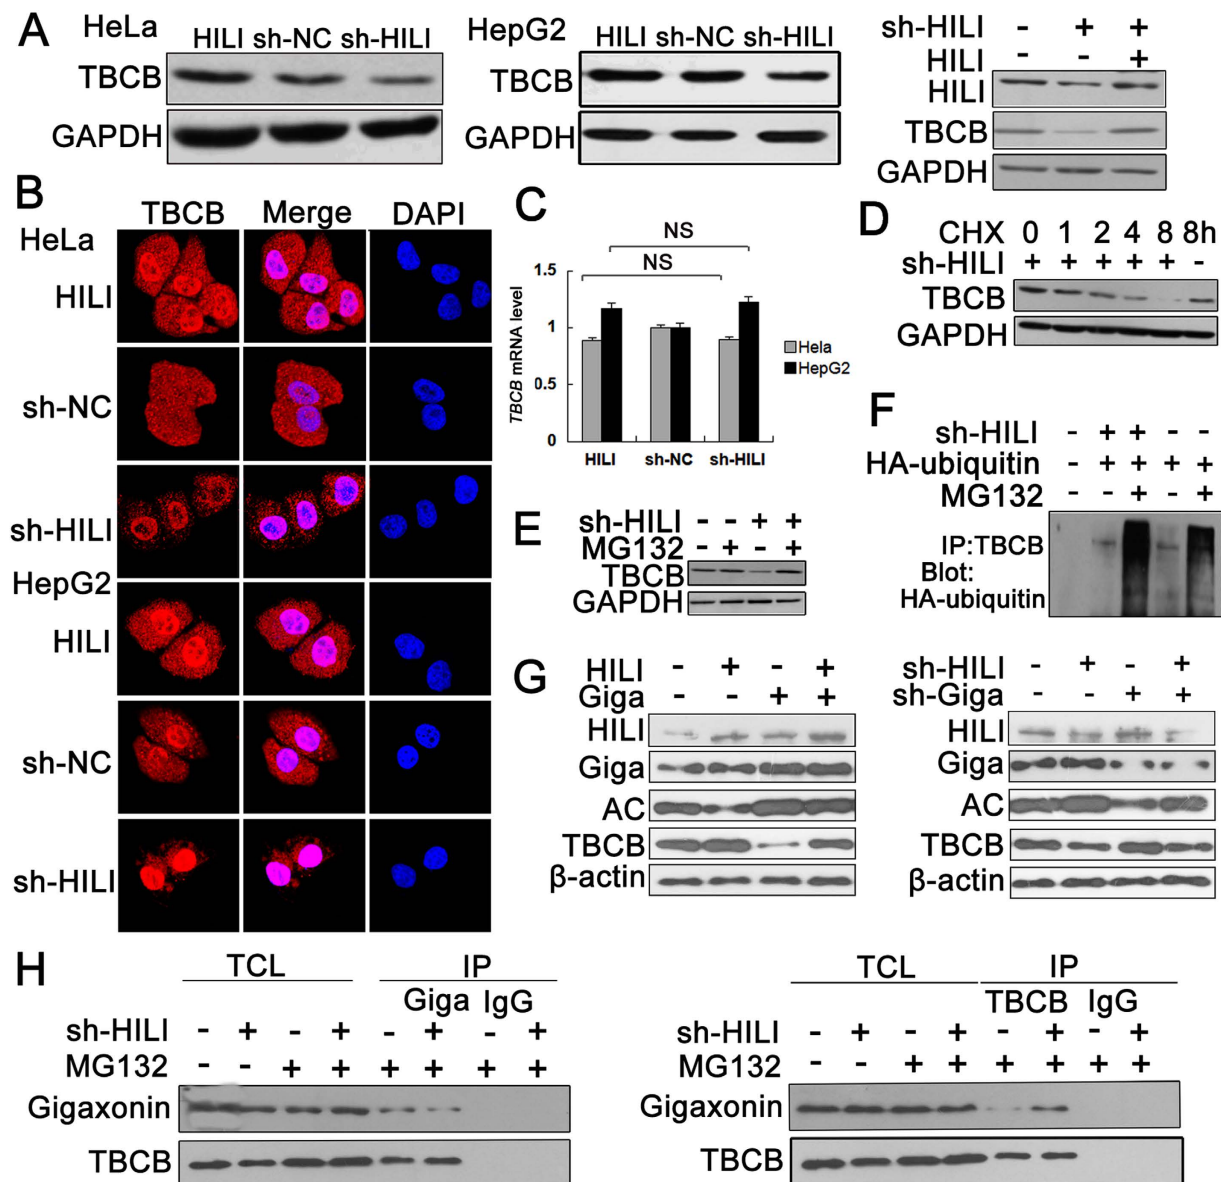 A
HeLa
HILI sh-NC sh-HILI
TBCB
GAPDH
HepG2
HILI sh-NC sh-HILI
TBCB
GAPDH
sh-HILI - + +
HILI - - +
HILI
TBCB
GAPDH
B
TBCB Merge DAPI
HeLa
HILI
sh-NC
sh-HILI
HepG2
HILI
sh-NC
sh-HILI
C
NS
NS
TBCB mRNA level
1.5
1
0.5
0
HILI sh-NC sh-HILI
Hela
HepG2
D
CHX 0 1 2 4 8 8h
sh-HILI + + + + + -
TBCB
GAPDH
E
sh-HILI - - + +
MG132 - + - +
TBCB
GAPDH
F
sh-HILI - + + - -
HA-ubiquitin - + + + +
MG132 - - + - +
IP:TBCB
Blot:
HA-ubiquitin
G
HILI - + - +
Giga - - + +
HILI
Giga
AC
TBCB
β-actin
sh-HILI - + - +
sh-Giga - - + +
HILI
Giga
AC
TBCB
β-actin
H
TCL IP
Giga IgG
sh-HILI - + - + - + - +
MG132 - - + + + + + +
Gigaxonin
TBCB
TCL IP
TBCB IgG
sh-HILI - + - + - + - +
MG132 - - + + + + + +
Gigaxonin
TBCB